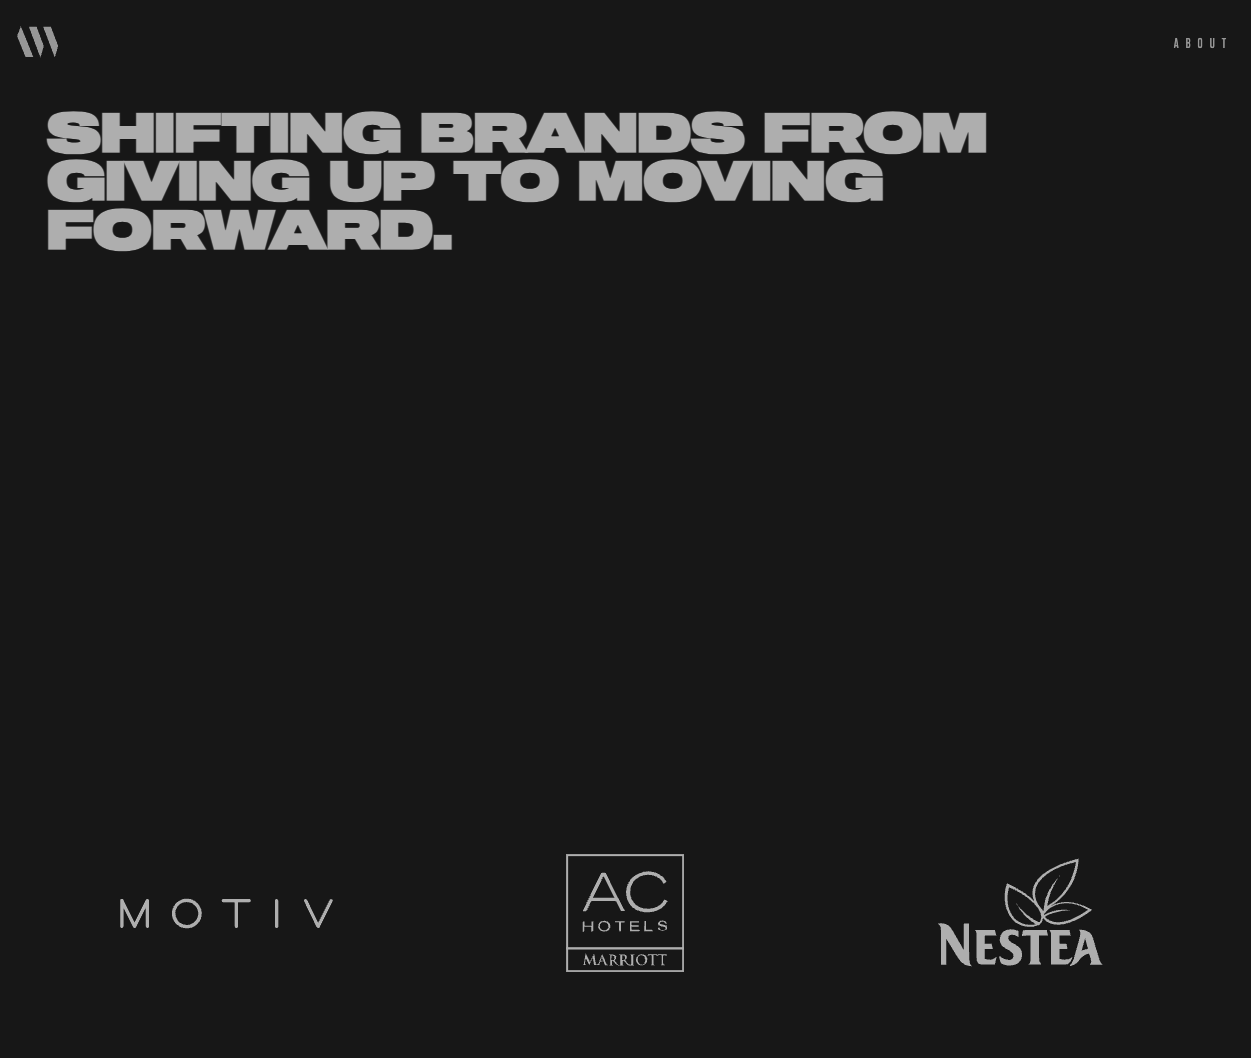 ABOUT
SHIFTING BRANDS FROM
GIVING UP TO MOVING
FORWARD.
MOTIV
AC
HOTELS
MARRIOTT
NESTEA